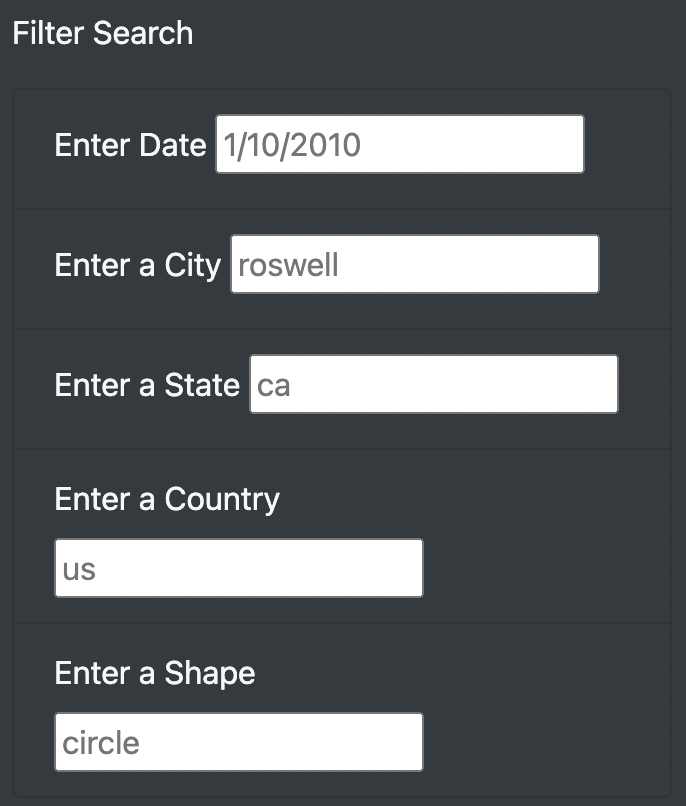 Filter Search
Enter Date 1/10/2010
Enter a City roswell
Enter a State ca
Enter a Country
us
Enter a Shape
circle